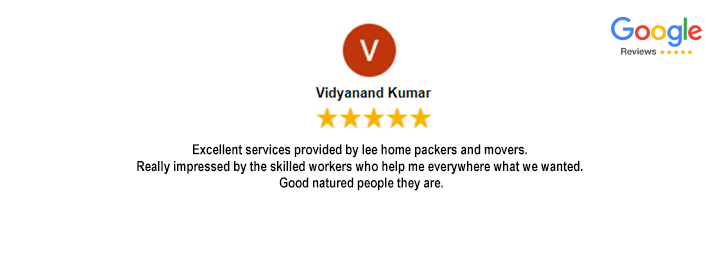 Google
Reviews
V
Vidyanand Kumar
Excellent services provided by lee home packers and movers.
Really impressed by the skilled workers who help me everywhere what we wanted.
Good natured people they are.